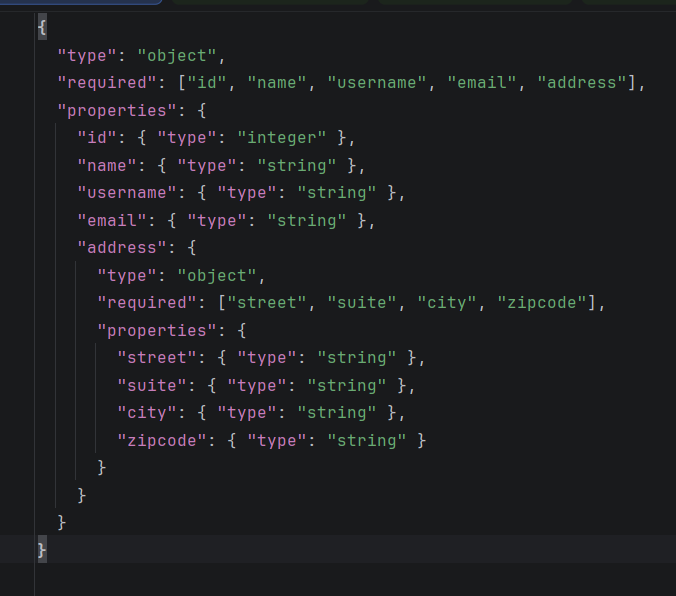 {
  "type": "object",
  "required": ["id", "name", "username", "email", "address"],
  "properties": {
    "id": { "type": "integer" },
    "name": { "type": "string" },
    "username": { "type": "string" },
    "email": { "type": "string" },
    "address": {
      "type": "object",
      "required": ["street", "suite", "city", "zipcode"],
      "properties": {
        "street": { "type": "string" },
        "suite": { "type": "string" },
        "city": { "type": "string" },
        "zipcode": { "type": "string" }
      }
    }
  }
}